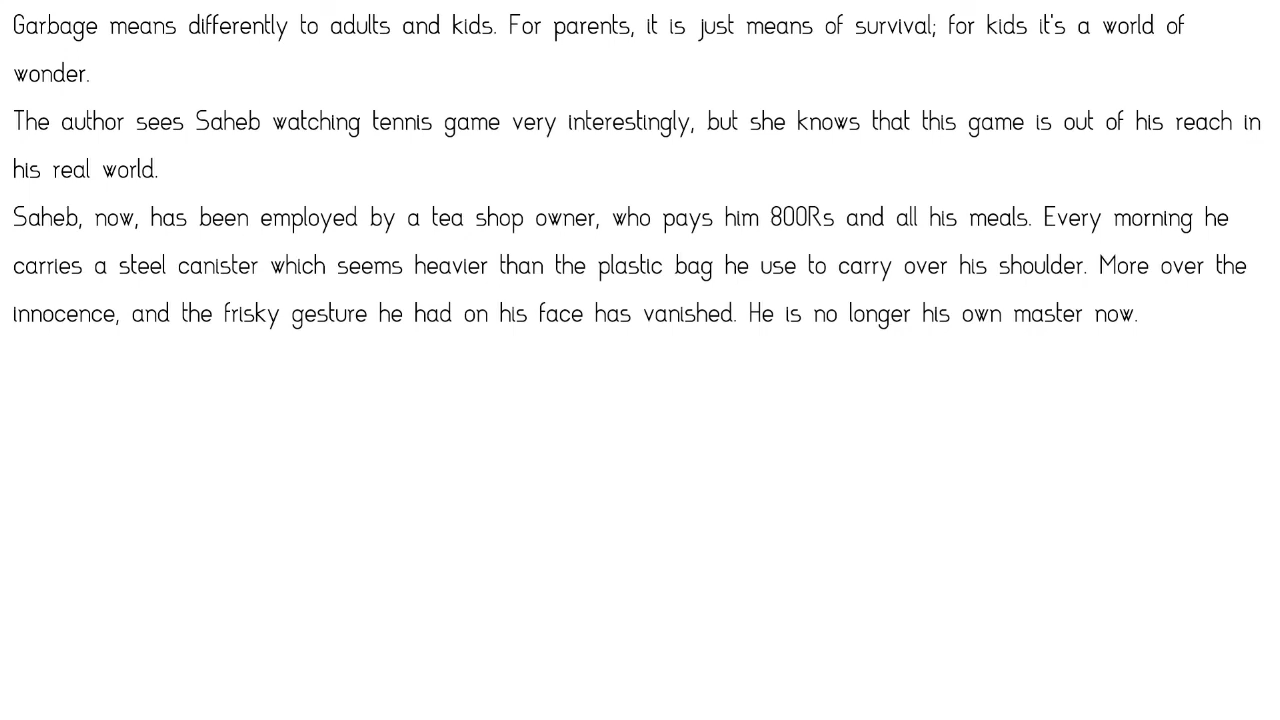 Garbage means differently to adults and kids. For parents, it is just means of survival; for kids it's a world of
wonder.
The author sees Saheb watching tennis game very interestingly, but she knows that this game is out of his reach in
his real world.
Saheb, now, has been employed by a tea shop owner, who pays him 800Rs and all his meals. Every morning he
carries a steel canister which seems heavier than the plastic bag he use to carry over his shoulder. More over the
innocence, and the frisky gesture he had on his face has vanished. He is no longer his own master now.